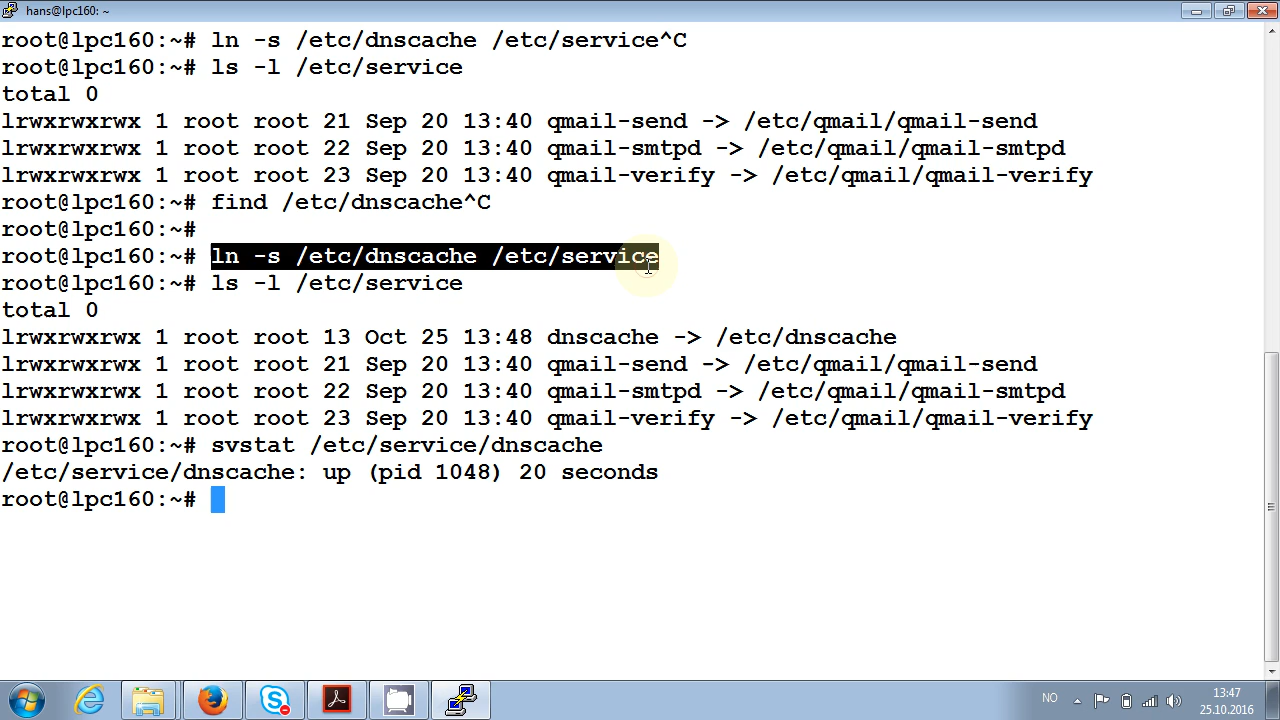 hans@lpc160: ~
root@lpc160:~# ln -s /etc/dnscache /etc/service^C
root@lpc160:~# ls -l /etc/service
total 0
lrwxrwxrwx 1 root root 21 Sep 20 13:40 qmail-send -> /etc/qmail/qmail-send
lrwxrwxrwx 1 root root 22 Sep 20 13:40 qmail-smtpd -> /etc/qmail/qmail-smtpd
lrwxrwxrwx 1 root root 23 Sep 20 13:40 qmail-verify -> /etc/qmail/qmail-verify
root@lpc160:~# find /etc/dnscache^C
root@lpc160:~#
root@lpc160:~# ln -s /etc/dnscache /etc/service
root@lpc160:~# ls -l /etc/service
total 0
lrwxrwxrwx 1 root root 13 Oct 25 13:48 dnscache -> /etc/dnscache
lrwxrwxrwx 1 root root 21 Sep 20 13:40 qmail-send -> /etc/qmail/qmail-send
lrwxrwxrwx 1 root root 22 Sep 20 13:40 qmail-smtpd -> /etc/qmail/qmail-smtpd
lrwxrwxrwx 1 root root 23 Sep 20 13:40 qmail-verify -> /etc/qmail/qmail-verify
root@lpc160:~# svstat /etc/service/dnscache
/etc/service/dnscache: up (pid 1048) 20 seconds
root@lpc160:~#
NO
13:47
25.10.2016